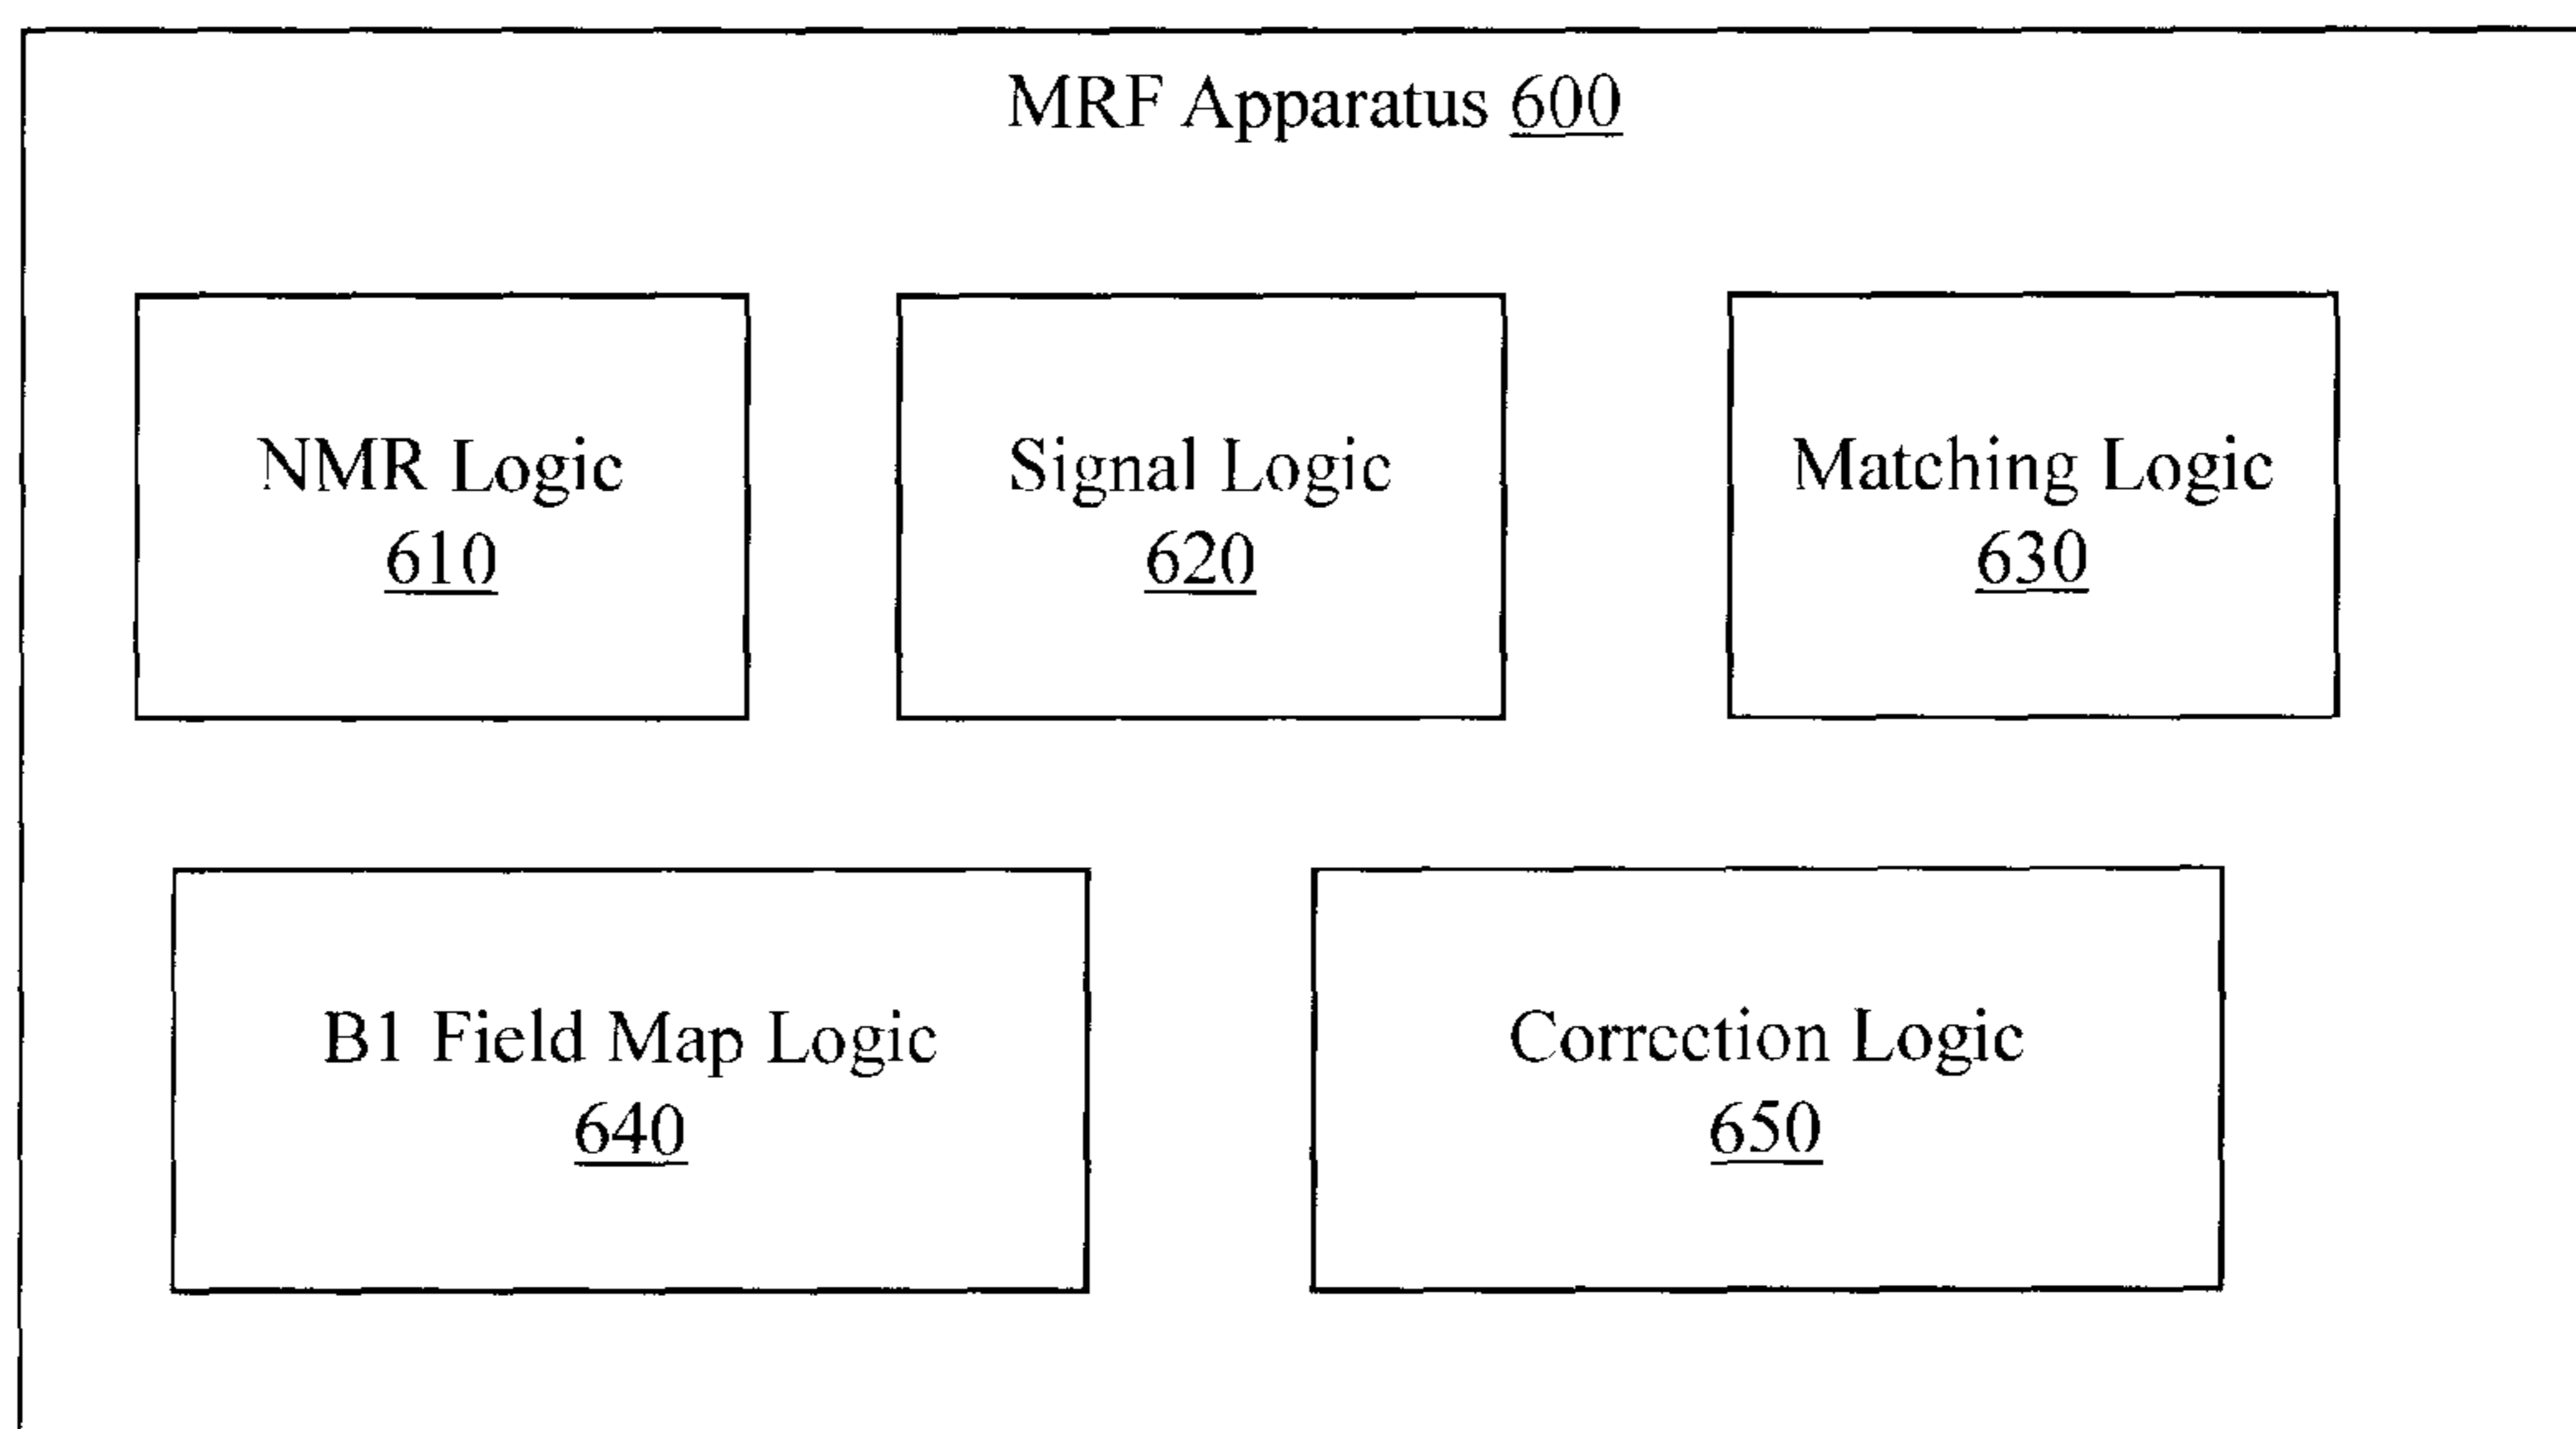 MRF Apparatus 600
NMR Logic
610
Signal Logic
620
Matching Logic
630
B1 Field Map Logic
640
Correction Logic
650